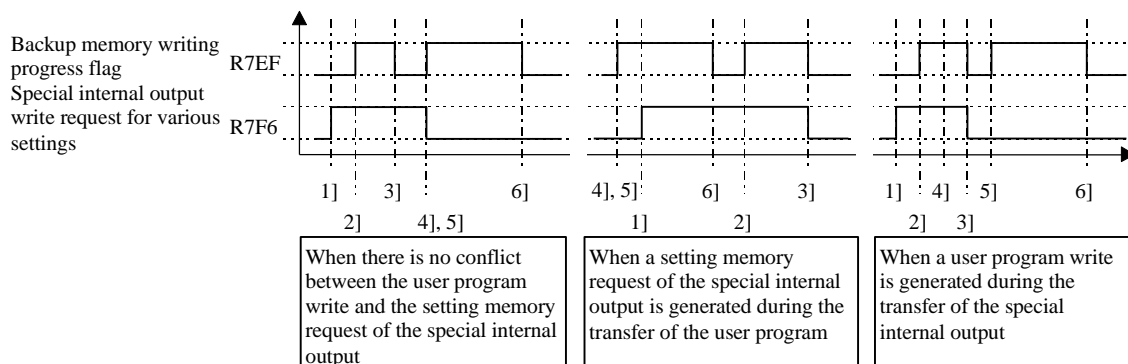 Backup memory writing
progress flag
R7EF
Special internal output
write request for various
settings
R7F6
1] 3] 6]
2] 4], 5]
4], 5] 6] 3]
1] 2]
1] 4] 5] 6]
2] 3]
When there is no conflict
between the user program
write and the setting memory
request of the special internal
output
When a setting memory
request of the special internal
output is generated during the
transfer of the user program
When a user program write
is generated during the
transfer of the special
internal output